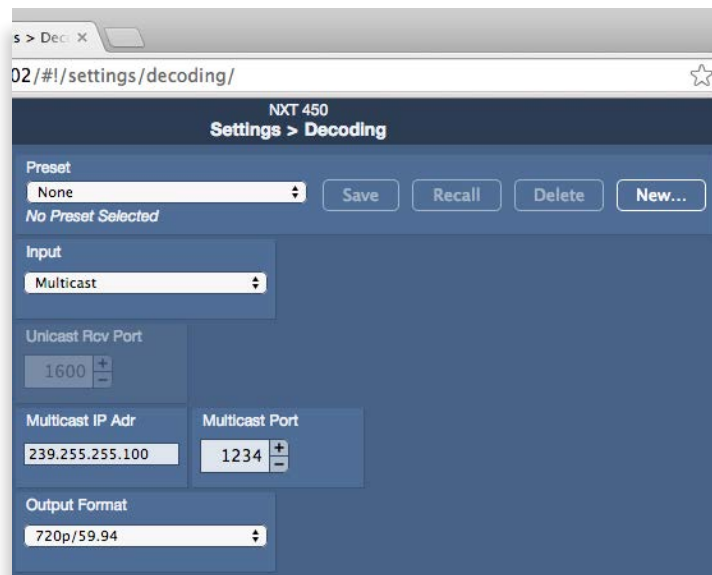 s > Dec
02/#!/settings/decoding/
NXT 450
Settings > Decoding
Preset
None
Save
Recall
Delete
New...
No Preset Selected
Input
Multicast
Unicast Rcv Port
1600
Multicast IP Adr
Multicast Port
239.255.255.100
1234
Output Format
720p/59.94